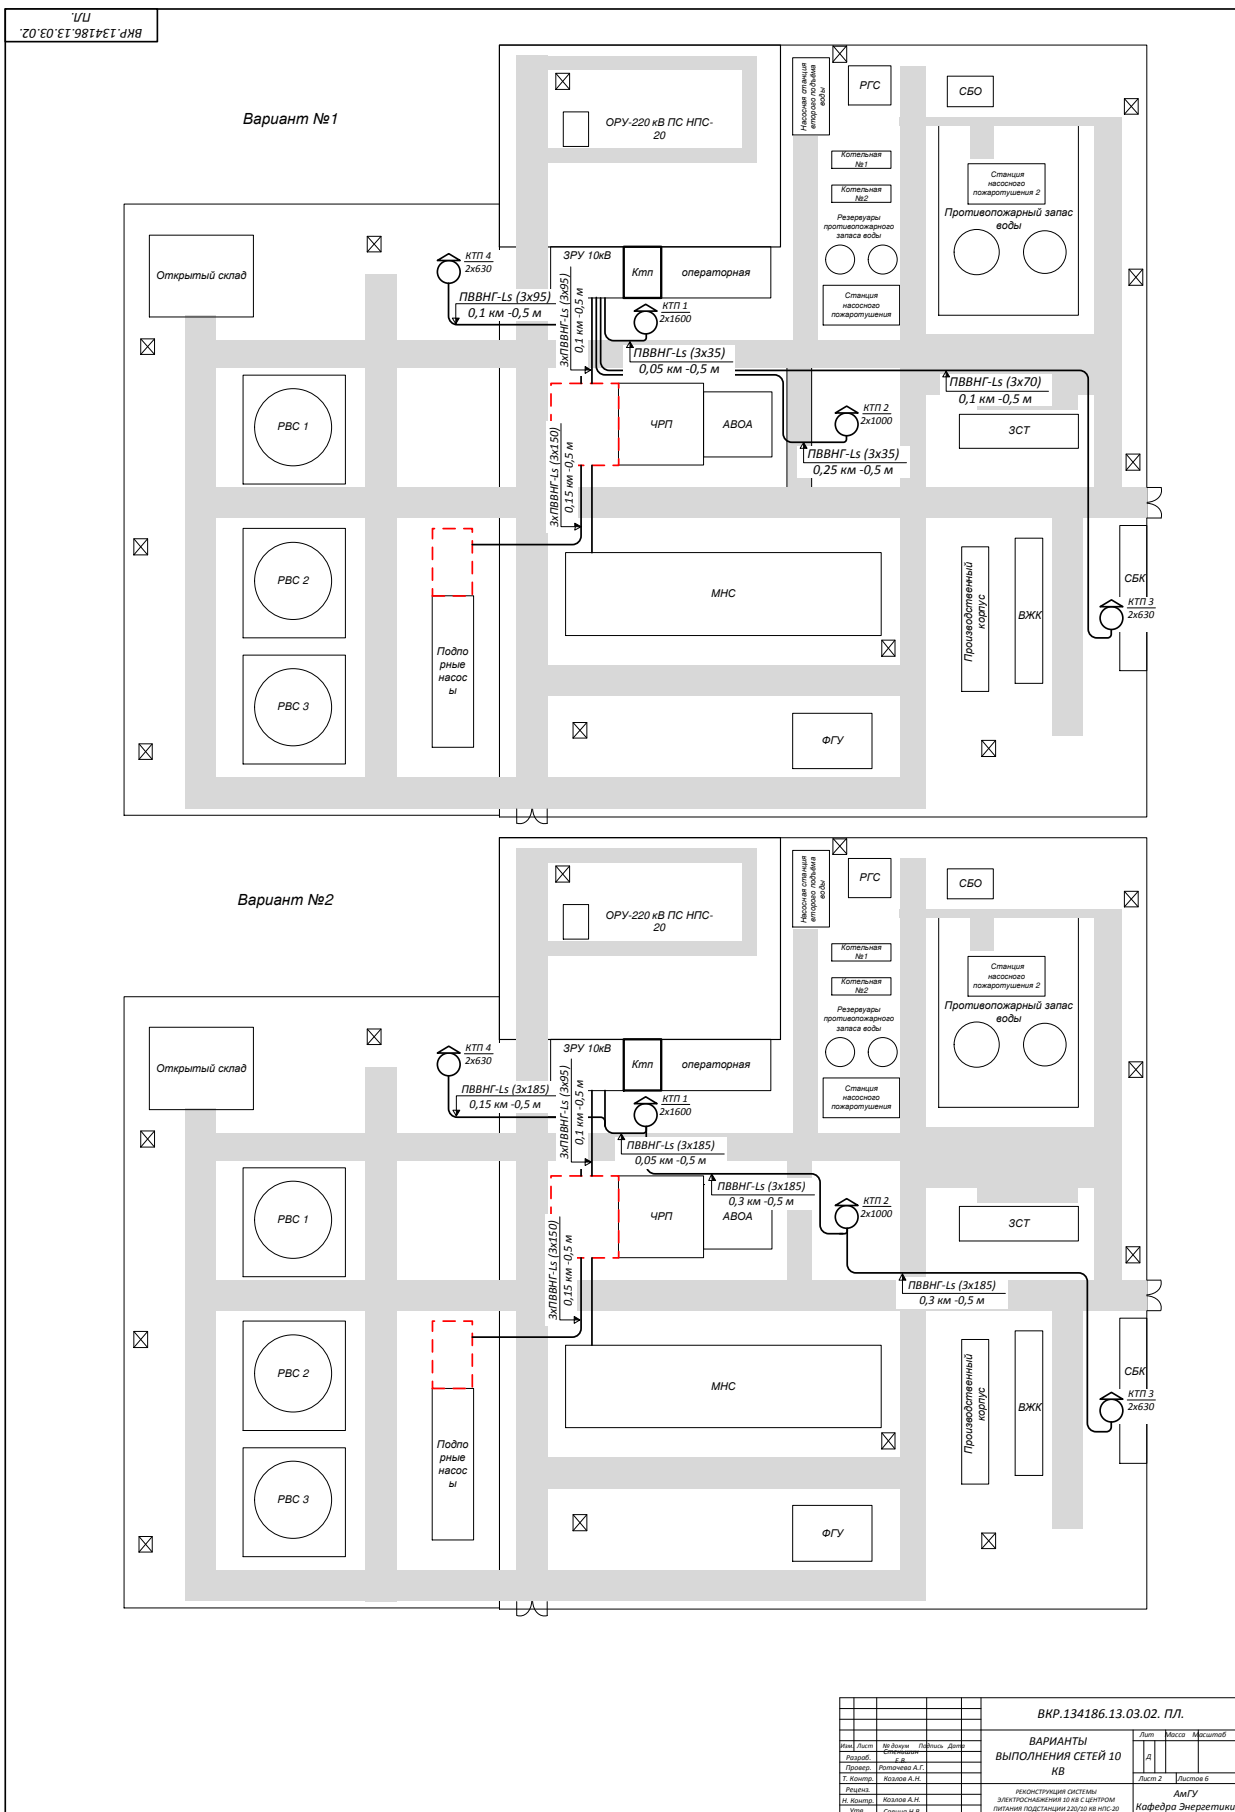 ВКР.134186.13.03.02.
ПЛ.
Вариант №1
ОРУ-220 кВ ПС НПС-
20
Насосная станция
второго подъёма
воды
РГС
СБО
Котельная
№1
Котельная
№2
Станция
насосного
пожаротушения 2
Резервуары
противопожарного
запаса воды
Противопожарный запас
воды
Станция
насосного
пожаротушения
Открытый склад
КТП 4
2х630
ЗРУ 10кВ
Ктп
операторная
ПВВНГ-Ls (3х95)
0,1 км -0,5 м
3хПВВНГ-Ls (3х95)
0,1 км -0,5 м
КТП 1
2х1600
ПВВНГ-Ls (3х35)
0,05 км -0,5 м
ПВВНГ-Ls (3х70)
0,1 км -0,5 м
РВС 1
ЧРП
АВОА
КТП 2
2х1000
ЗСТ
ПВВНГ-Ls (3х35)
0,25 км -0,5 м
3хПВВНГ-Ls (3х150)
0,15 км -0,5 м
РВС 2
МНС
Производственный
корпус
ВЖК
СБК
КТП 3
2х630
Подпо
рные
насос
ы
РВС 3
ФГУ
Вариант №2
ОРУ-220 кВ ПС НПС-
20
Насосная станция
второго подъёма
воды
РГС
СБО
Котельная
№1
Котельная
№2
Станция
насосного
пожаротушения 2
Резервуары
противопожарного
запаса воды
Противопожарный запас
воды
Станция
насосного
пожаротушения
Открытый склад
КТП 4
2х630
ЗРУ 10кВ
Ктп
операторная
ПВВНГ-Ls (3х185)
0,15 км -0,5 м
3хПВВНГ-Ls (3х95)
0,1 км -0,5 м
КТП 1
2х1600
ПВВНГ-Ls (3х185)
0,05 км -0,5 м
ПВВНГ-Ls (3х185)
0,3 км -0,5 м
РВС 1
ЧРП
АВОА
КТП 2
2х1000
ЗСТ
ПВВНГ-Ls (3х185)
0,3 км -0,5 м
3хПВВНГ-Ls (3х150)
0,15 км -0,5 м
РВС 2
МНС
Производственный
корпус
ВЖК
СБК
КТП 3
2х630
Подпо
рные
насос
ы
РВС 3
ФГУ
ВКР.134186.13.03.02. ПЛ.
Изм. Лист № докум Подпись Дата
Разраб.
Провер. Ротачева А.Г.
Т. Контр. Козлов А.Н.
Реценз.
Н. Контр. Козлов А.Н.
Утв. Савина Н.В.
ВАРИАНТЫ
ВЫПОЛНЕНИЯ СЕТЕЙ 10
КВ
Лит Масса Масштаб
Д
Лист 2 Листов 6
РЕКОНСТРУКЦИЯ СИСТЕМЫ
ЭЛЕКТРОСНАБЖЕНИЯ 10 КВ С ЦЕНТРОМ
ПИТАНИЯ ПОДСТАНЦИИ 220/10 КВ НПС-20
АмГУ
Кафедра Энергетики